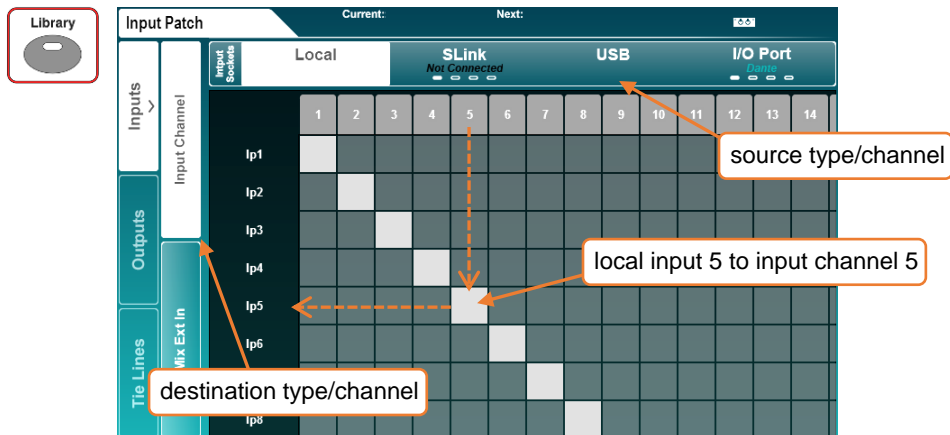 Library
Input Patch
Current:
Next:
Intput
Sockets
Local
SLink
Not Connected
USB
I/O Port
Dante
Inputs
Input Channel
1 2 3 4 5 6 7 8 9 10 11 12 13 14
source type/channel
Ip1
Ip2
Outputs
Ip3
Ip4
local input 5 to input channel 5
Ip5
Mix Ext In
Ip6
Tie Lines
destination type/channel
Ip8